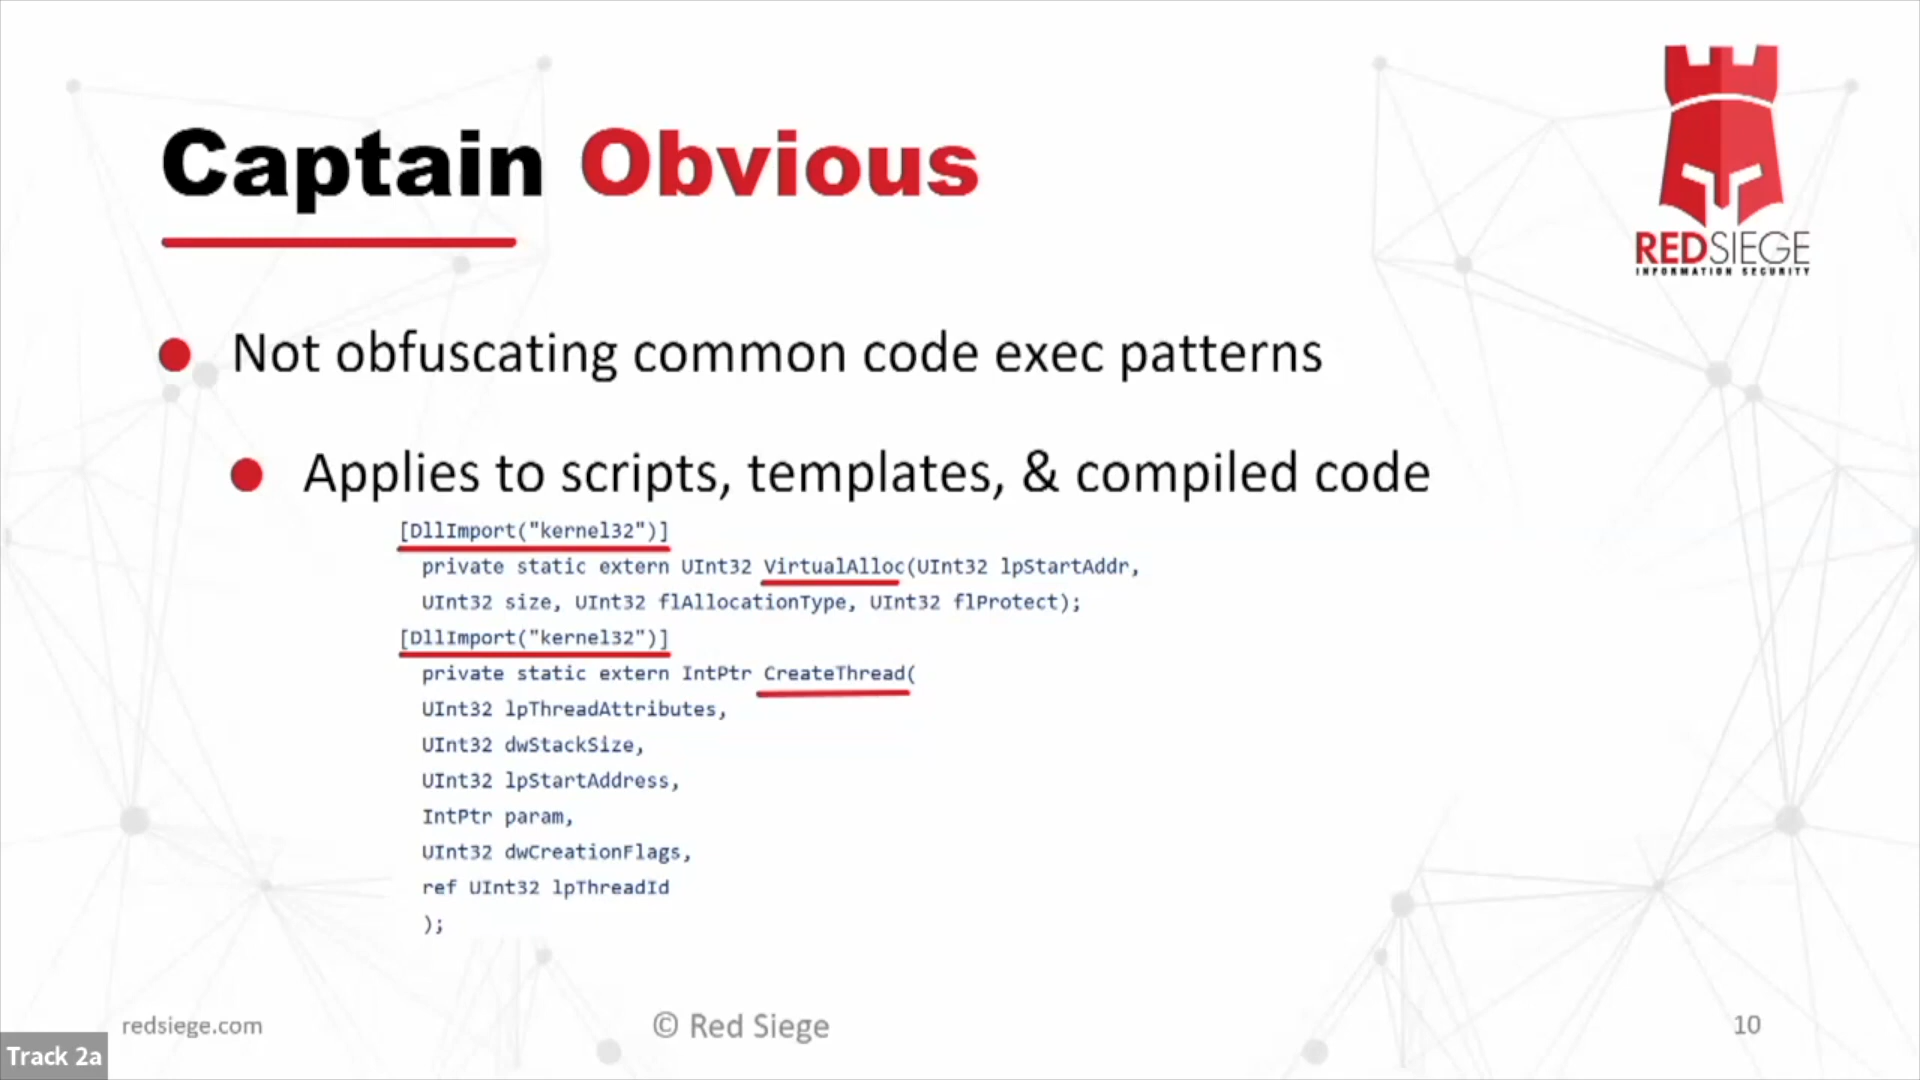 Captain Obvious
REDSIEGE
INFORMATION SECURITY
Not obfuscating common code exec patterns
Applies to scripts, templates, & compiled code
[DllImport("kernel32")]
private static extern UInt32 VirtualAlloc(UInt32 lpStartAddr,
UInt32 size, UInt32 flAllocationType, UInt32 flProtect);
[DllImport("kernel32")]
private static extern IntPtr CreateThread(
UInt32 lpThreadAttributes,
UInt32 dwStackSize,
UInt32 lpStartAddress,
IntPtr param,
UInt32 dwCreationFlags,
ref UInt32 lpThreadId
);
redsiege.com
© Red Siege
10
Track 2a